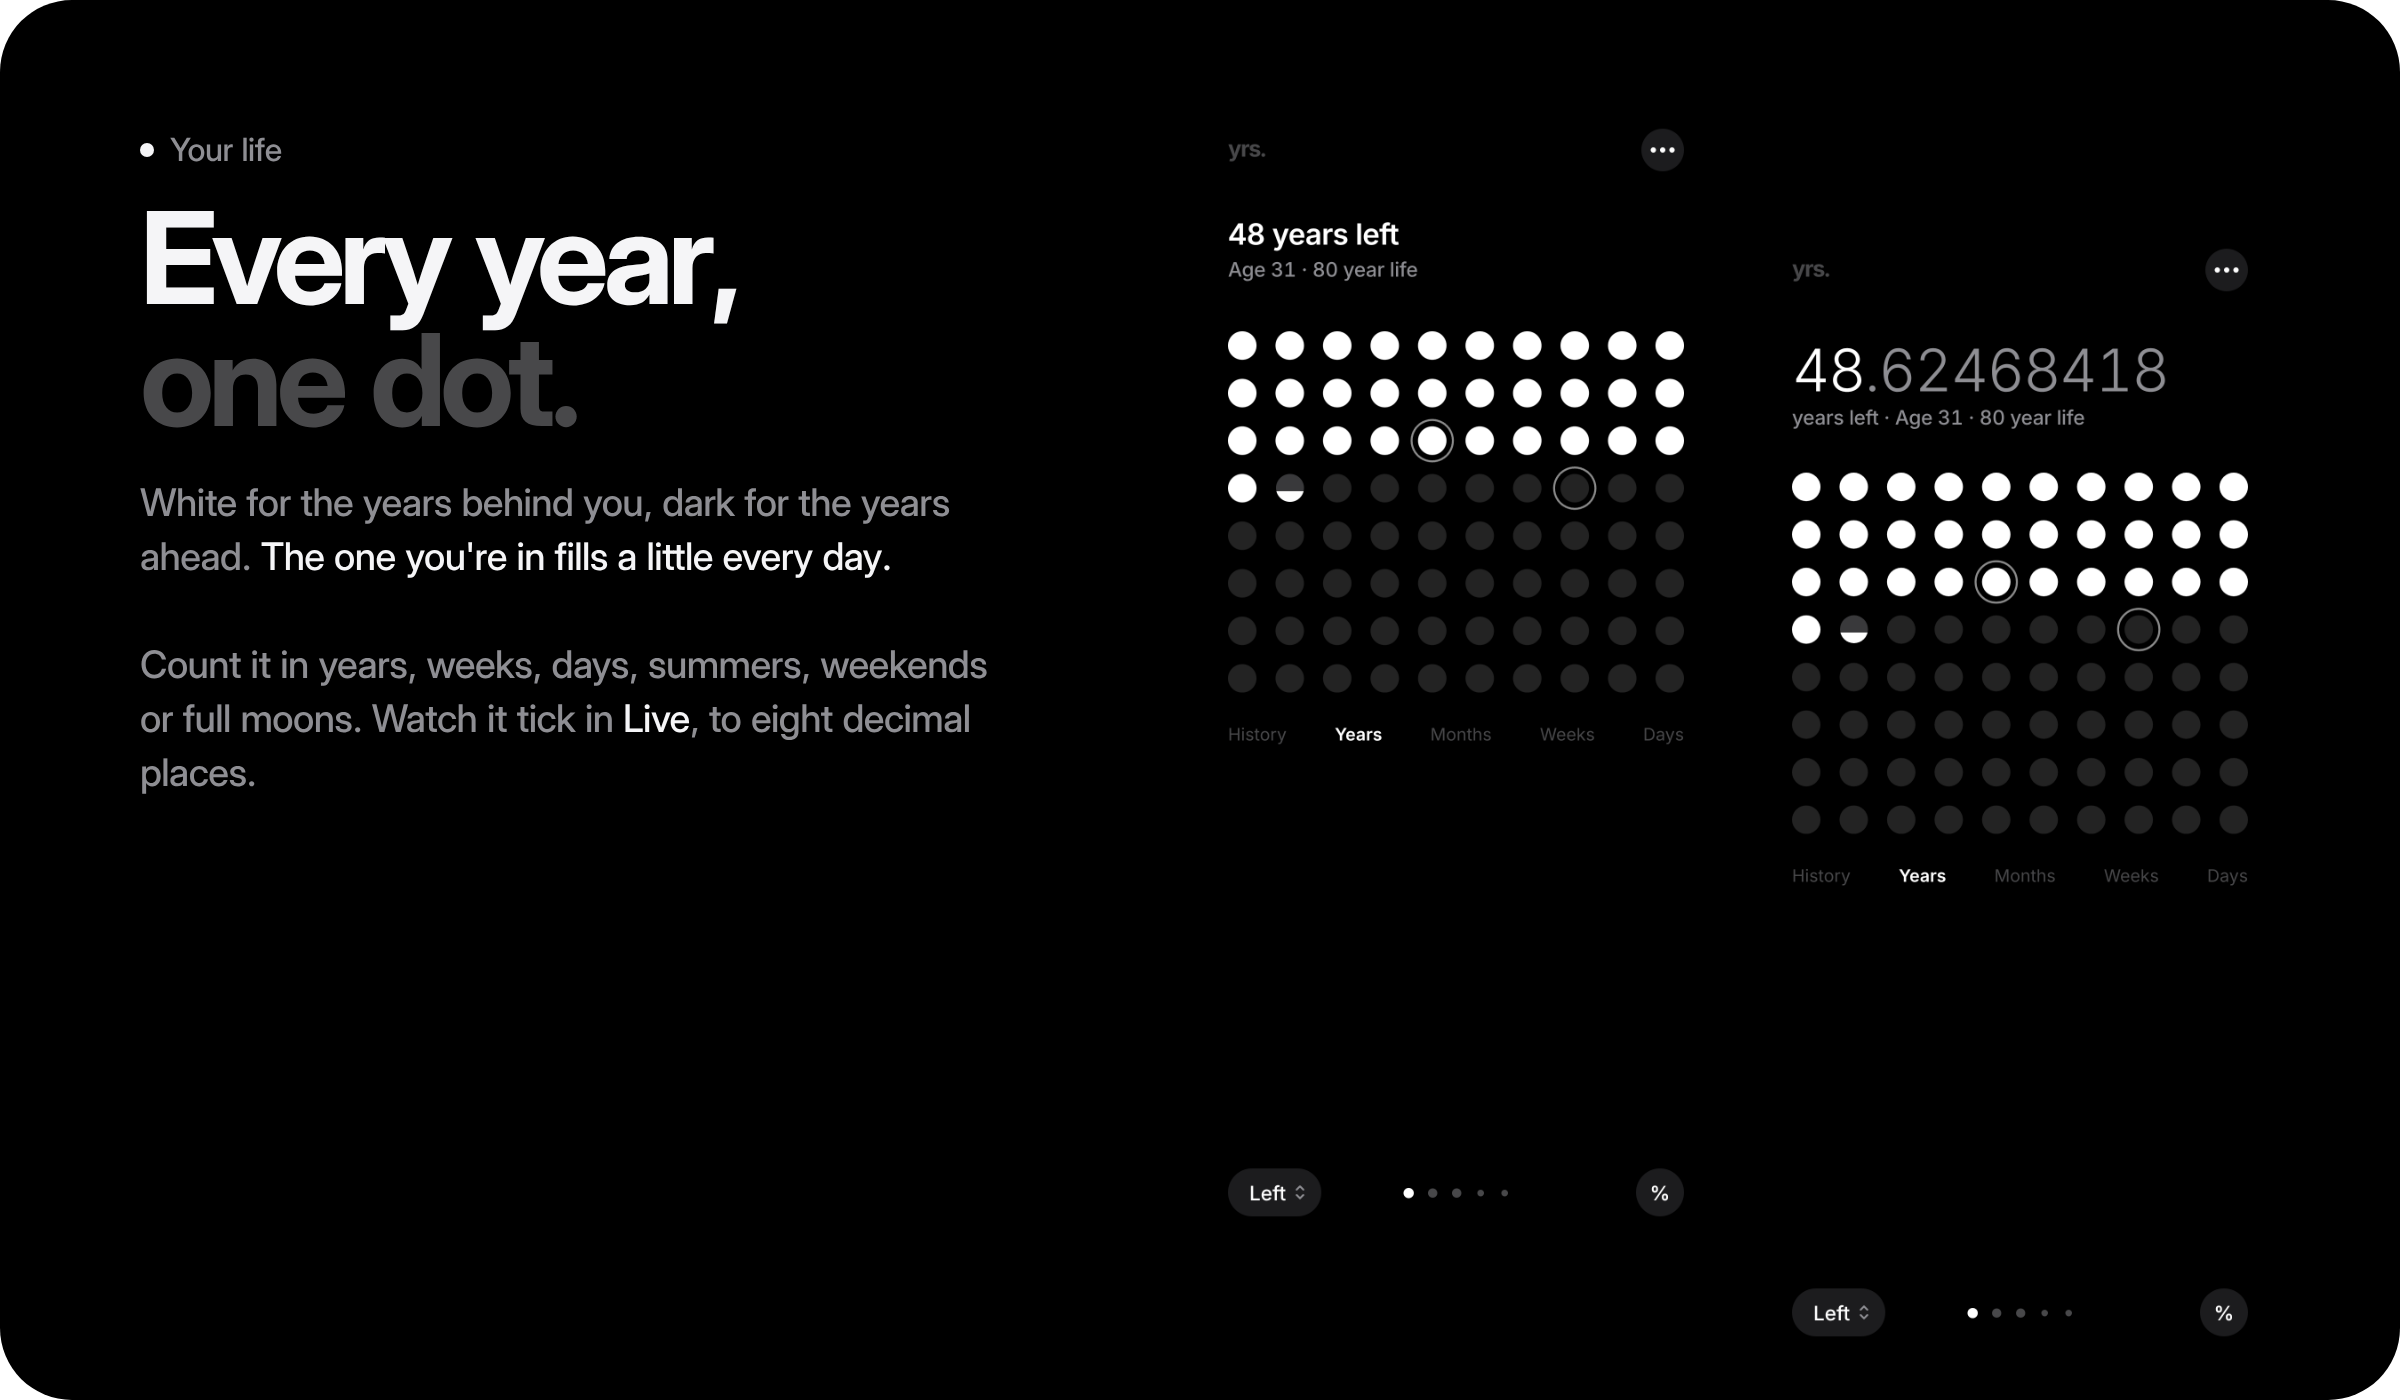 Your life
Every year,
one dot.
White for the years behind you, dark for the years
ahead. The one you're in fills a little every day.
Count it in years, weeks, days, summers, weekends
or full moons. Watch it tick in Live, to eight decimal
places.
yrs.
48 years left
Age 31 · 80 year life
History Years Months Weeks Days
Left %
yrs.
48.62468418
years left · Age 31 · 80 year life
History Years Months Weeks Days
Left %